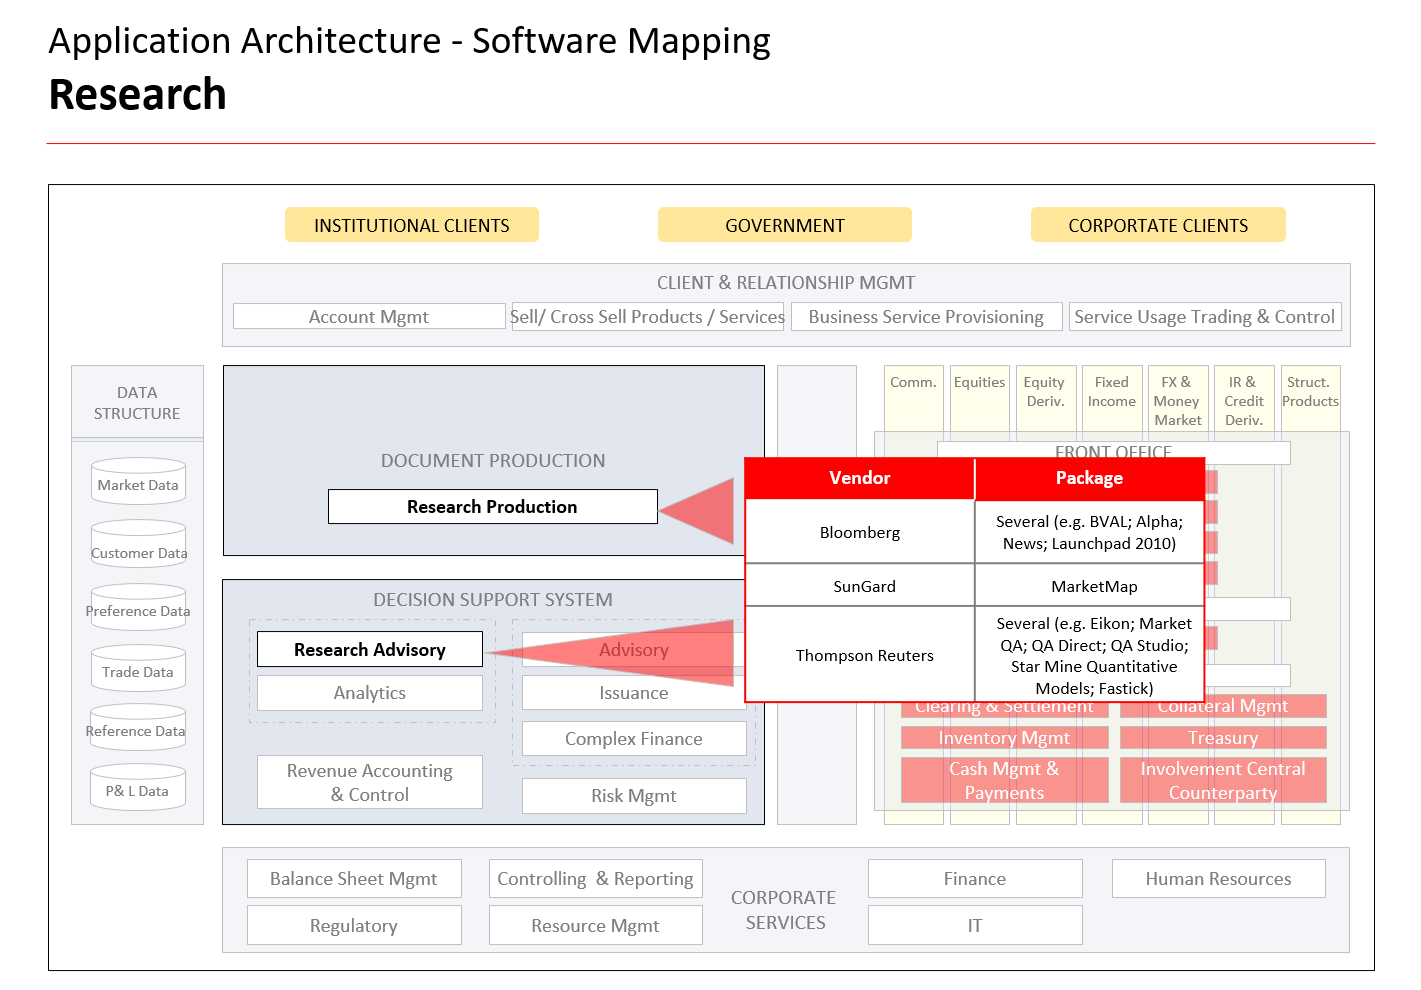 Application Architecture - Software Mapping
Research
INSTITUTIONAL CLIENTS
GOVERNMENT
CORPORTATE CLIENTS
CLIENT & RELATIONSHIP MGMT
Account Mgmt
Sell/ Cross Sell Products / Services
Business Service Provisioning
Service Usage Trading & Control
DATA
STRUCTURE
Market Data
Customer Data
Preference Data
Trade Data
Reference Data
P& L Data
DOCUMENT PRODUCTION
Research Production
DECISION SUPPORT SYSTEM
Research Advisory
Analytics
Revenue Accounting
& Control
Advisory
Issuance
Complex Finance
Risk Mgmt
Comm.
Equities
Equity
Deriv.
Fixed
Income
FX &
Money
Market
IR &
Credit
Deriv.
Struct.
Products
FRONT OFFICE
Vendor
Package
Bloomberg
Several (e.g. BVAL; Alpha;
News; Launchpad 2010)
SunGard
MarketMap
Thompson Reuters
Several (e.g. Eikon; Market
QA; QA Direct; QA Studio;
Star Mine Quantitative
Models; Fastick)
Clearing & Settlement
Collateral Mgmt
Inventory Mgmt
Treasury
Cash Mgmt &
Payments
Involvement Central
Counterparty
Balance Sheet Mgmt
Controlling & Reporting
Regulatory
Resource Mgmt
CORPORATE
SERVICES
Finance
Human Resources
IT